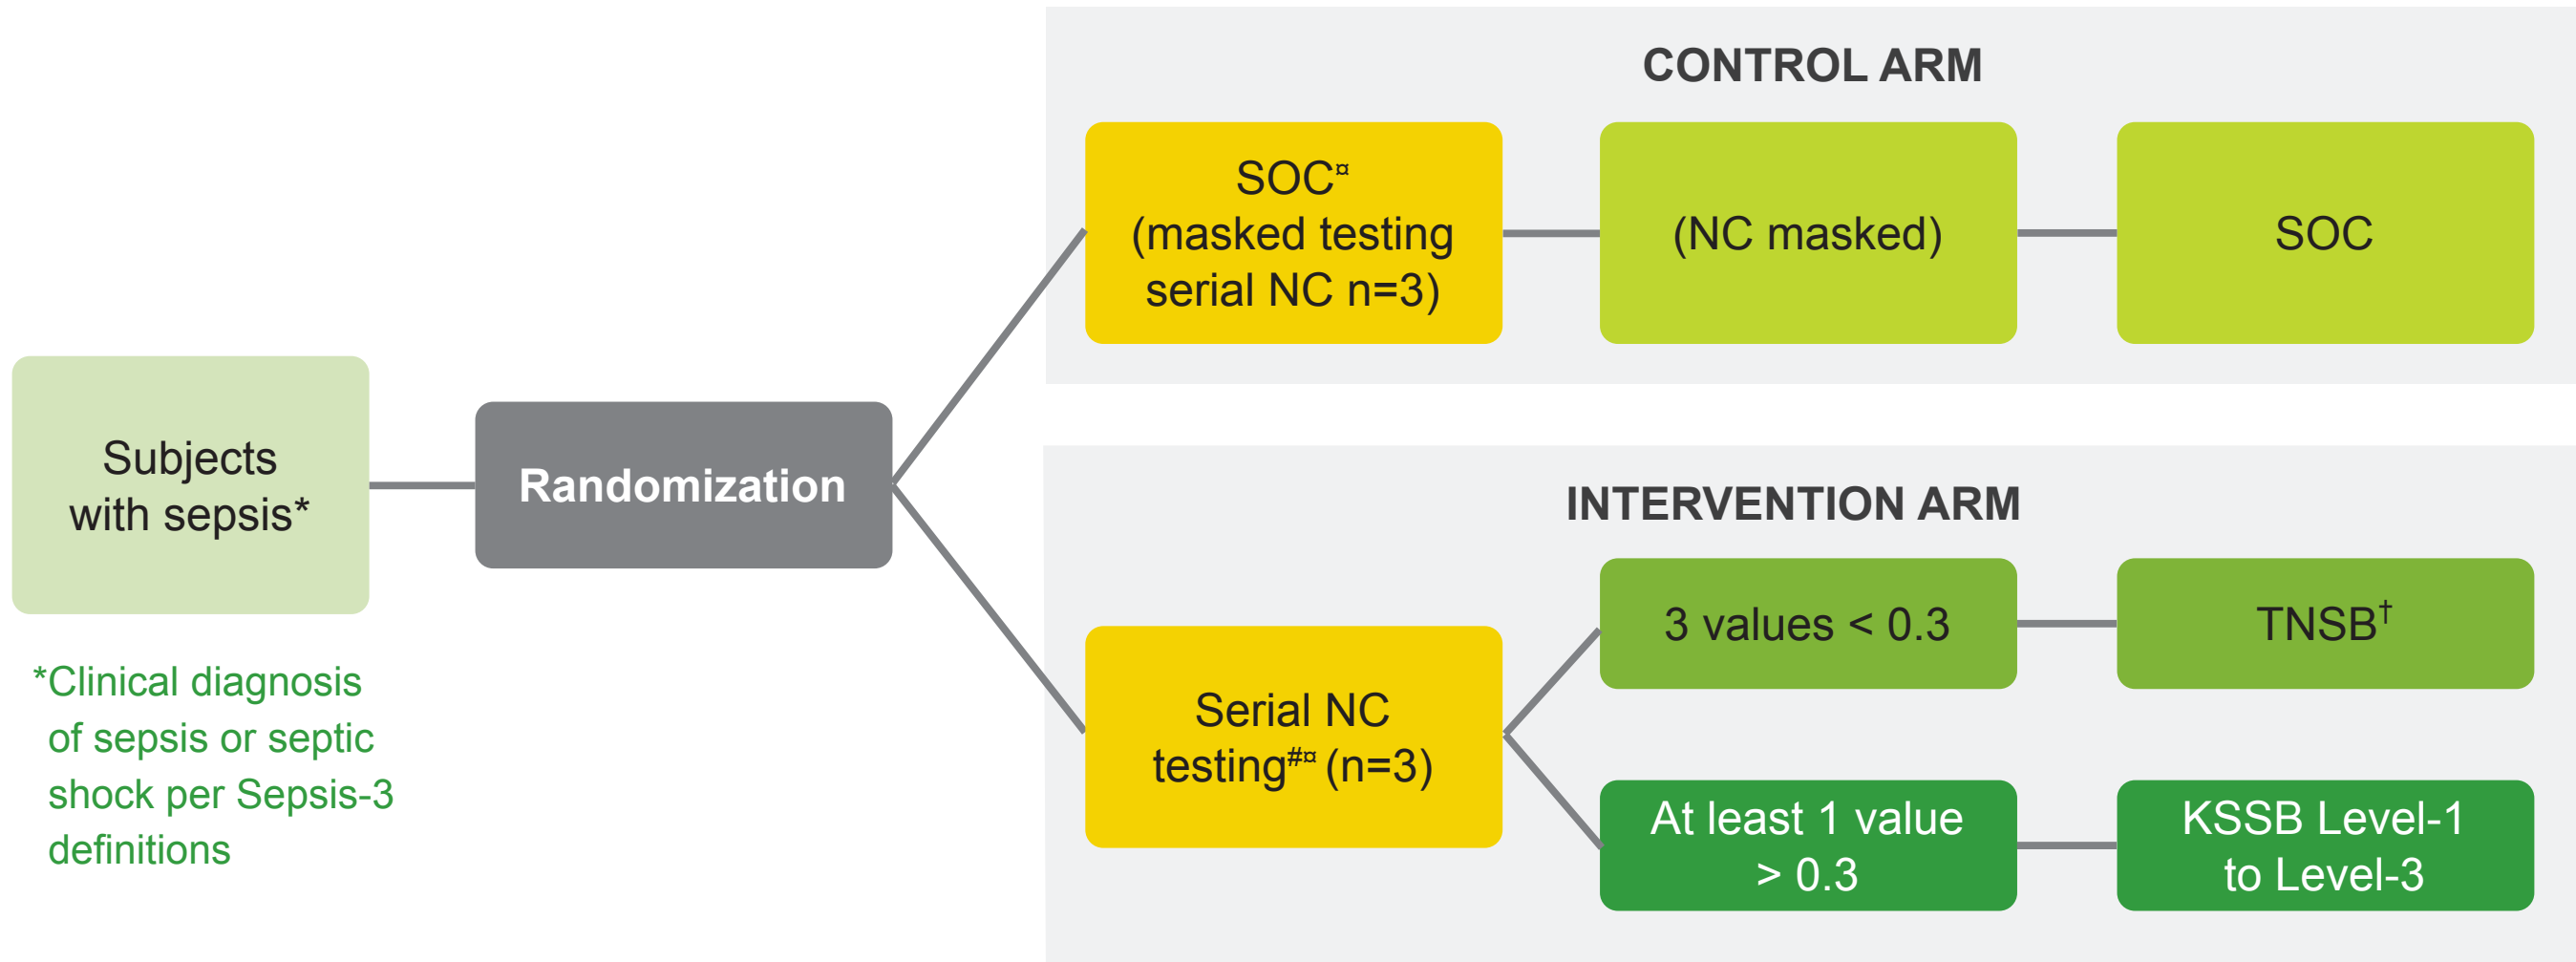 Subjects
with sepsis*
*Clinical diagnosis
of sepsis or septic
shock per Sepsis-3
definitions
Randomization
CONTROL ARM
SOC¤
(masked testing
serial NC n=3)
(NC masked)
SOC
INTERVENTION ARM
Serial NC
testing#¤ (n=3)
3 values < 0.3
TNSB†
At least 1 value
> 0.3
KSSB Level-1
to Level-3